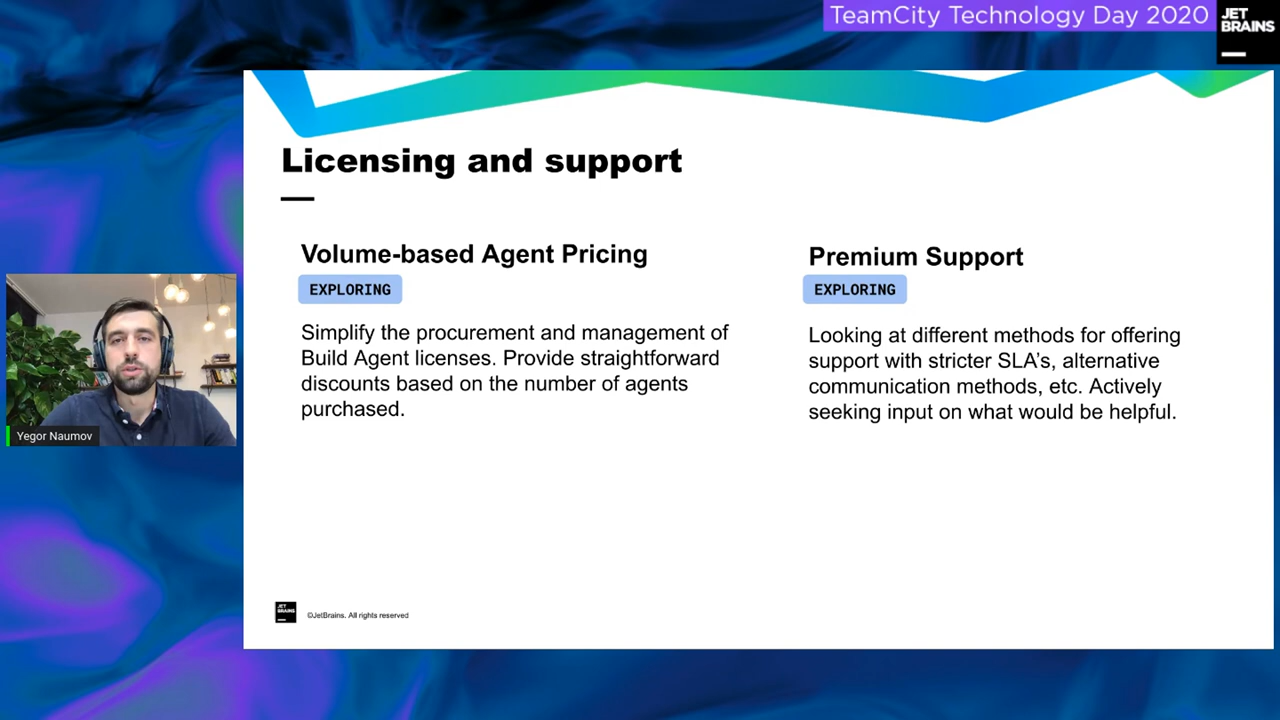 TeamCity Technology Day 2020
JET
BRAINS
Licensing and support
Volume-based Agent Pricing
EXPLORING
Simplify the procurement and management of
Build Agent licenses. Provide straightforward
discounts based on the number of agents
purchased.
Premium Support
EXPLORING
Looking at different methods for offering
support with stricter SLA’s, alternative
communication methods, etc. Actively
seeking input on what would be helpful.
Yegor Naumov
JET
BRAINS
©JetBrains. All rights reserved